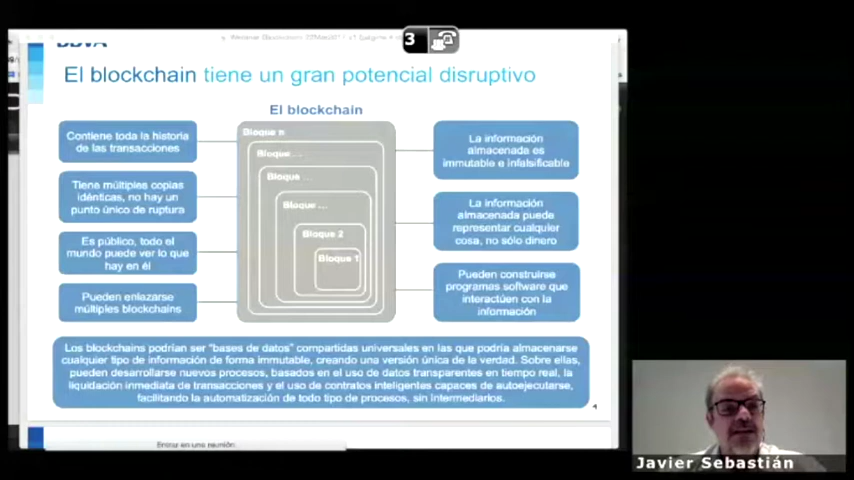 3
BBVA
El blockchain tiene un gran potencial disruptivo
El blockchain
Contiene toda la historia
de las transacciones
Tiene múltiples copias
idénticas, no hay un
punto único de ruptura
Es público, todo el
mundo puede ver lo que
hay en él
Pueden enlazarse
múltiples blockchains
Bloque n
Bloque ...
Bloque ...
Bloque ...
Bloque 2
Bloque 1
La información
almacenada es
immutable e infalsificable
La información
almacenada puede
representar cualquier
cosa, no sólo dinero
Pueden construirse
programas software que
interactúen con la
información
Los blockchains podrían ser "bases de datos" compartidas universales en las que podría almacenarse
cualquier tipo de información de forma immutable, creando una versión única de la verdad. Sobre ellas,
pueden desarrollarse nuevos procesos, basados en el uso de datos transparentes en tiempo real, la
liquidación inmediata de transacciones y el uso de contratos inteligentes capaces de autoejecutarse,
facilitando la automatización de todo tipo de procesos, sin intermediarios.
4
Entrar en una reunión
Javier Sebastián